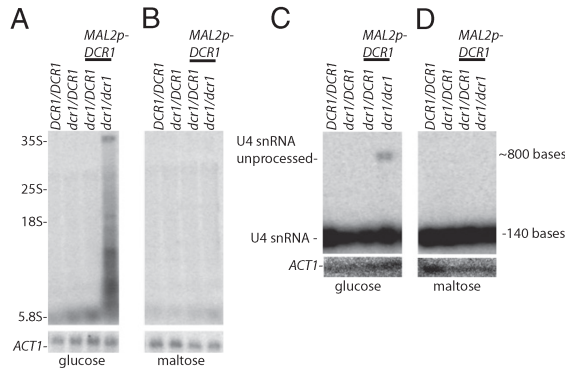 A
B
C
D
MAL2p-
DCR1
MAL2p-
DCR1
MAL2p-
DCR1
MAL2p-
DCR1
DCR1/DCR1
dcr1/DCR1
dcr1/DCR1
dcr1/dcr1
DCR1/DCR1
dcr1/DCR1
dcr1/DCR1
dcr1/dcr1
DCR1/DCR1
dcr1/DCR1
dcr1/DCR1
dcr1/dcr1
DCR1/DCR1
dcr1/DCR1
dcr1/DCR1
dcr1/dcr1
35S-
25S-
18S-
5.8S-
ACT1-
glucose
maltose
U4 snRNA
unprocessed-
U4 snRNA -
ACT1-
~800 bases
-140 bases
glucose
maltose